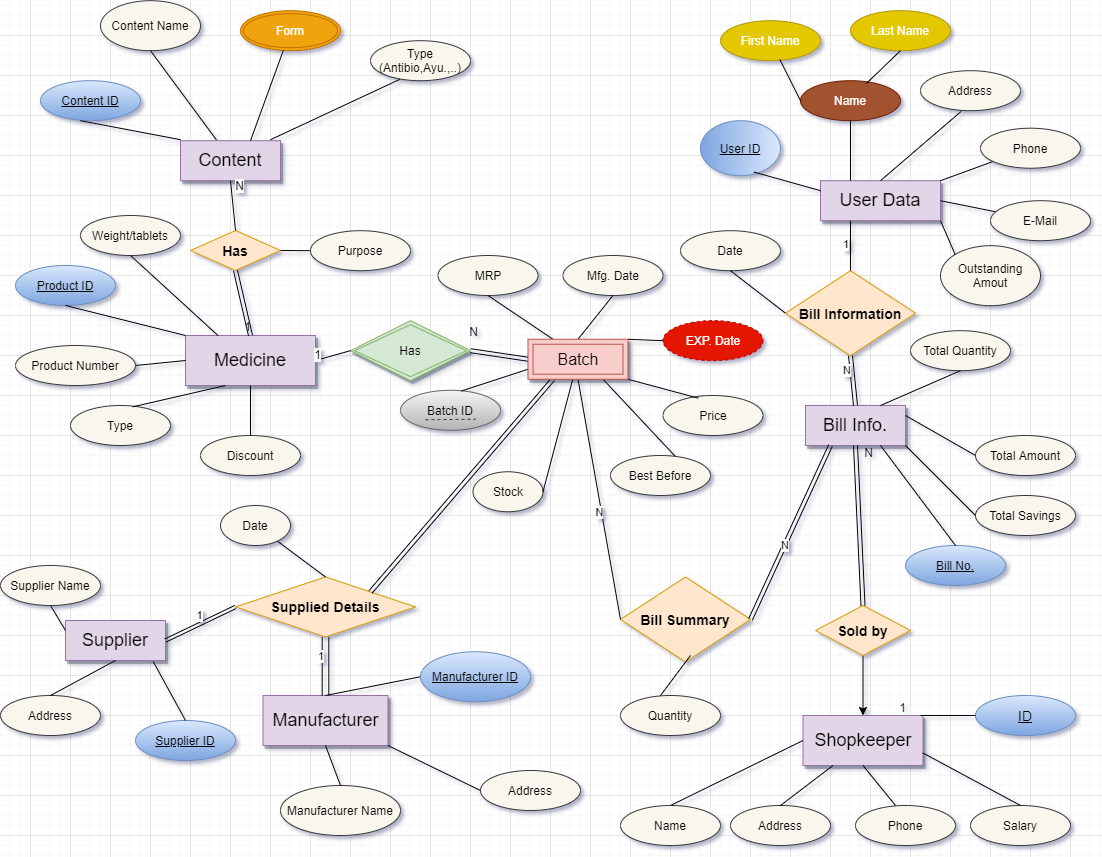 Content Name
Form
Type
(Antibio,Ayu.,..)
Content ID
Content
N
Has
Purpose
Weight/tablets
Product ID
Product Number
Type
Discount
1
Medicine
1
Has
N
MRP
Mfg. Date
EXP. Date
Batch
Batch ID
Price
Best Before
Stock
First Name
Last Name
Name
Address
User ID
Phone
User Data
E-Mail
Outstanding
Amout
1
Date
Bill Information
N
Total Quantity
Bill Info.
N
Total Amount
Total Savings
Bill No.
N
N
Bill Summary
Quantity
Sold by
Date
Supplied Details
1
Supplier Name
Supplier
Address
Supplier ID
1
Manufacturer ID
Manufacturer
Manufacturer Name
Address
1
ID
Shopkeeper
Name
Address
Phone
Salary